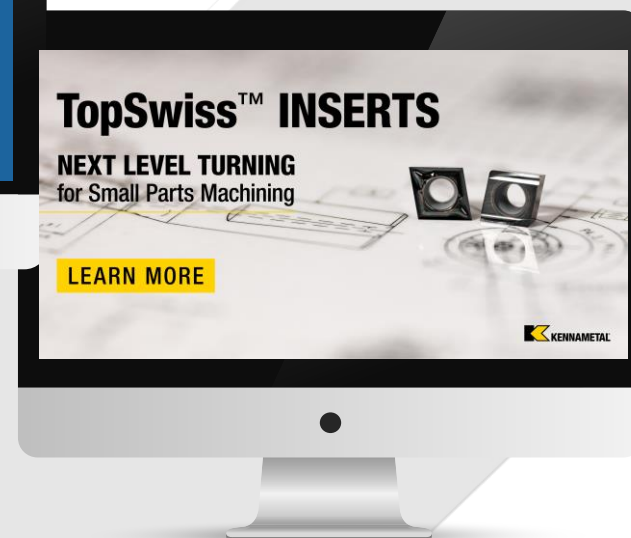 TopSwiss™ INSERTS
NEXT LEVEL TURNING
for Small Parts Machining
LEARN MORE
KENNAMETAL